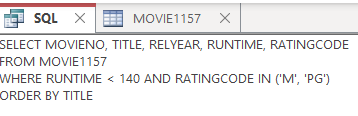 SQL
MOVIE1157
SELECT MOVIENO, TITLE, RELYEAR, RUNTIME, RATINGCODE
FROM MOVIE1157
WHERE RUNTIME < 140 AND RATINGCODE IN ('M', 'PG')
ORDER BY TITLE